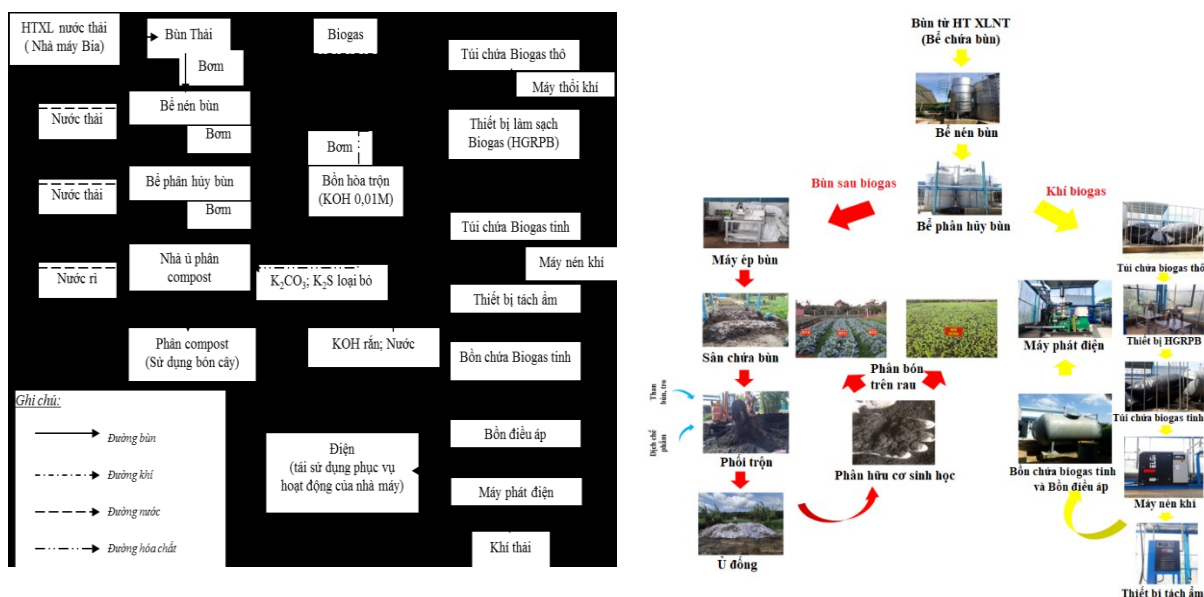 HTXL nước thải
( Nhà máy Bia)
Bùn Thải
Biogas
Bơm
Túi chứa Biogas thô
Máy thổi khí
Bể nén bùn
Nước thải
Bơm
Thiết bị làm sạch
Biogas (HGRPB)
Bơm
Bể phân hủy bùn
Nước thải
Bơm
Bồn hòa trộn
(KOH 0,01M)
Túi chứa Biogas tinh
Nhà ủ phân
compost
Máy nén khí
Nước rỉ
K₂CO₃; K₂S loại bỏ
Thiết bị tách ẩm
Phân compost
(Sử dụng bón cây)
KOH rắn; Nước
Bồn chứa Biogas tinh
Ghi chú:
Đường bùn
Đường khí
Đường nước
Đường hóa chất
Điện
(tái sử dụng phục vụ
hoạt động của nhà máy)
Bồn điều áp
Máy phát điện
Khí thải
Bùn từ HT XLNT
(Bể chứa bùn)
Bể nén bùn
Bùn sau biogas
Khí biogas
Bể phân hủy bùn
Máy ép bùn
Túi chứa biogas thô
Máy phát điện
Thiết bị HGRPB
Sân chứa bùn
Phân bón
trên rau
Túi chứa biogas tinh
Than
bùn, tro
Dịch chế
phẩm
Phối trộn
Phân hữu cơ sinh học
Bồn chứa biogas tinh
và Bồn điều áp
Máy nén khí
Ủ đống
Thiết bị tách ẩm